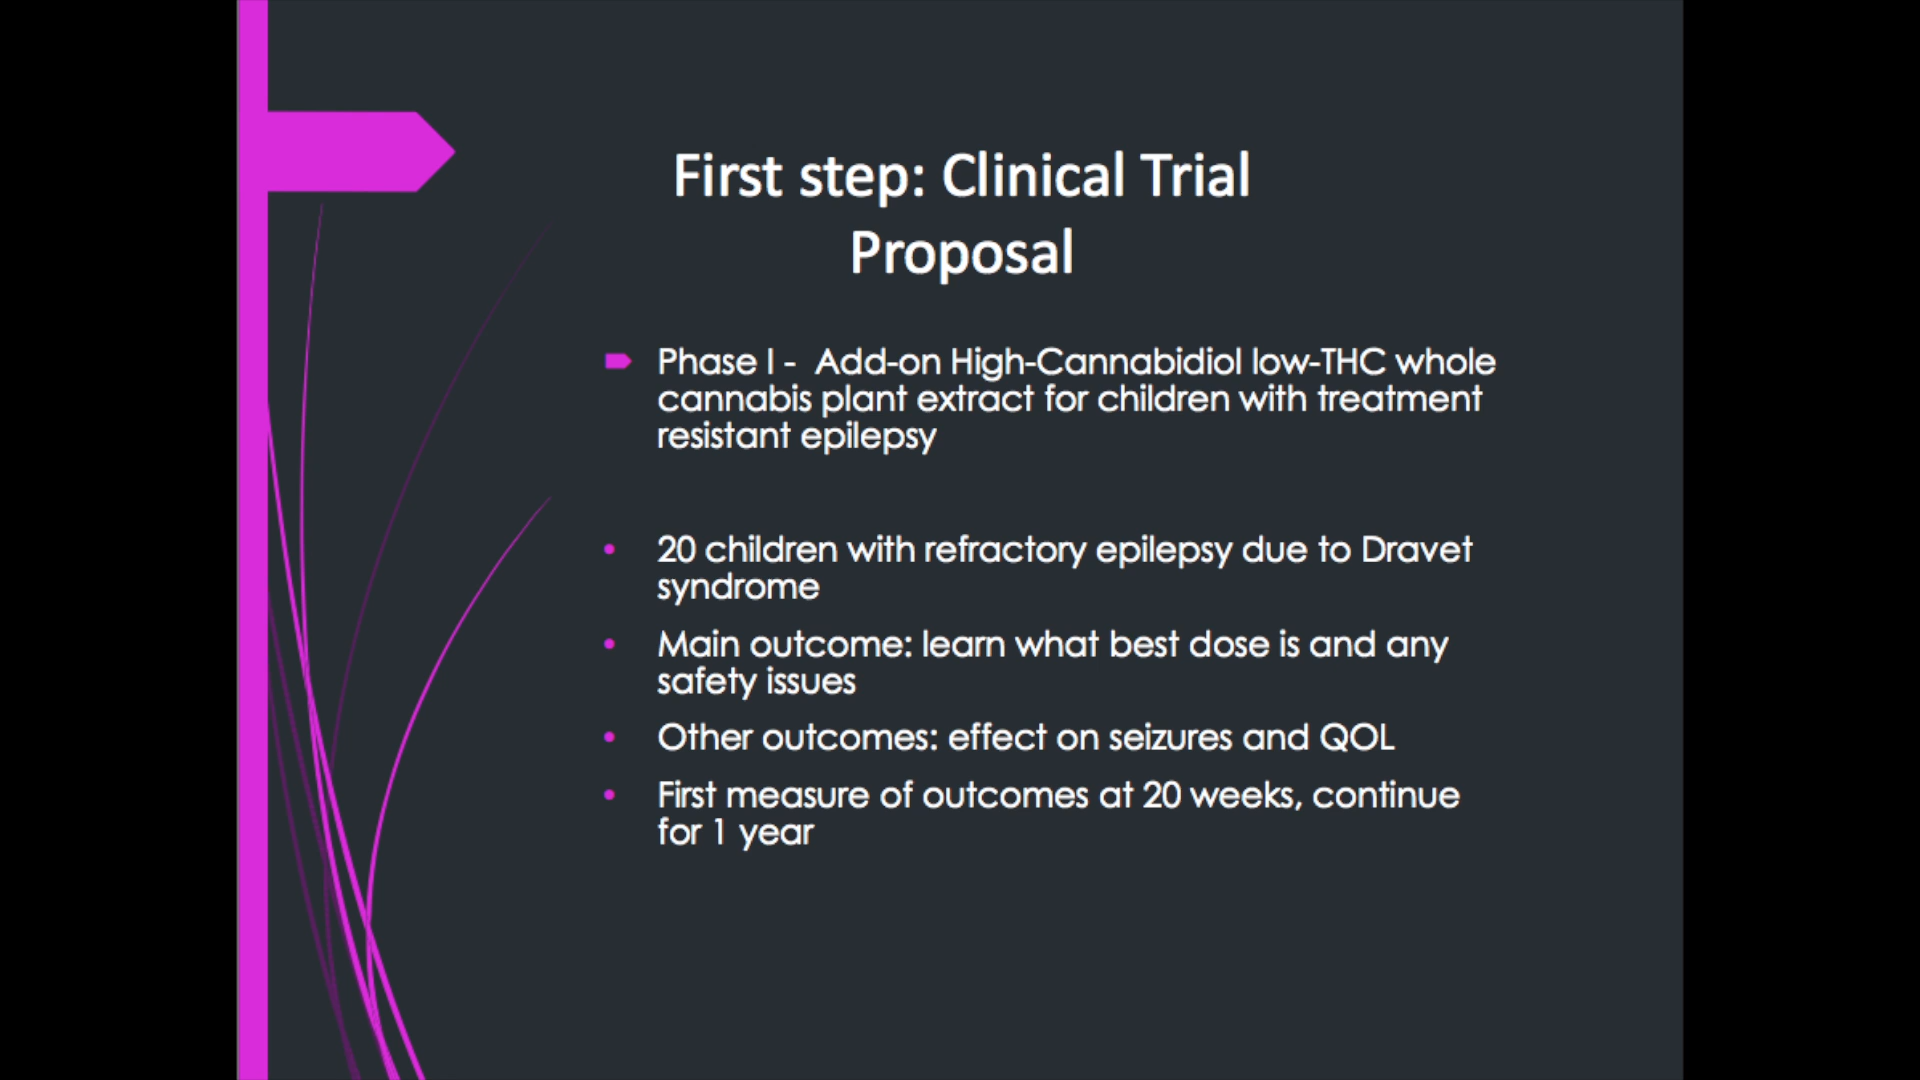 First step: Clinical Trial
Proposal
Phase I -  Add-on High-Cannabidiol low-THC whole
cannabis plant extract for children with treatment
resistant epilepsy
• 20 children with refractory epilepsy due to Dravet
syndrome
• Main outcome: learn what best dose is and any
safety issues
• Other outcomes: effect on seizures and QOL
• First measure of outcomes at 20 weeks, continue
for 1 year